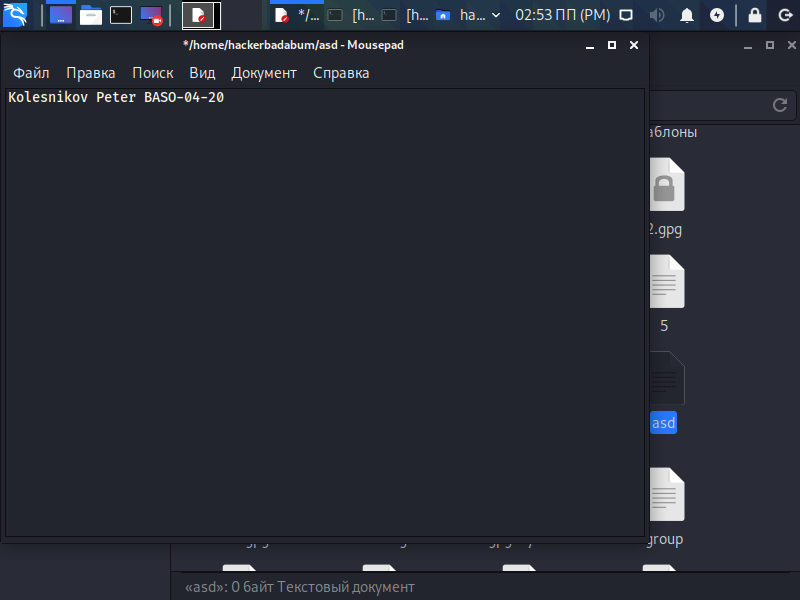 */... [h... [h... ha... 02:53 ПП (PM)
*/home/hackerbadabum/asd - Mousepad
Файл Правка Поиск Вид Документ Справка
Kolesnikov Peter BASO-04-20
аблоны
2.gpg
5
asd
group
«asd»: 0 байт Текстовый документ